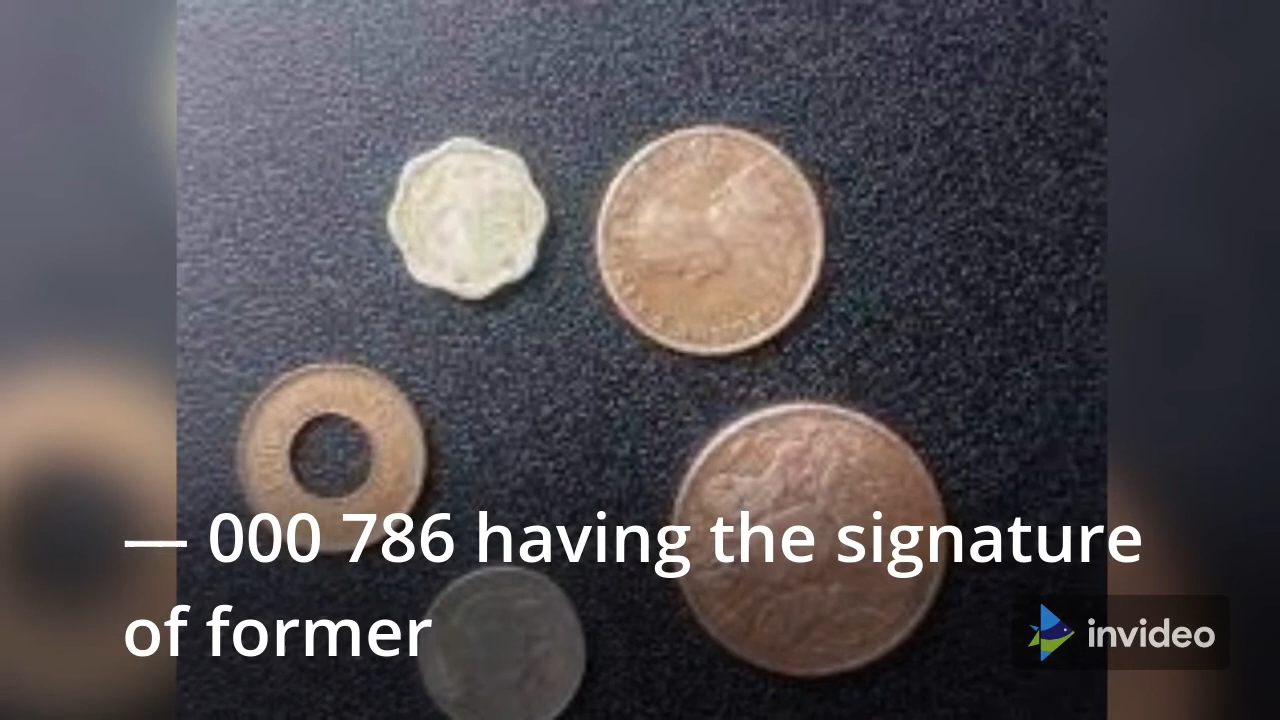 — 000 786 having the signature
of former
invideo